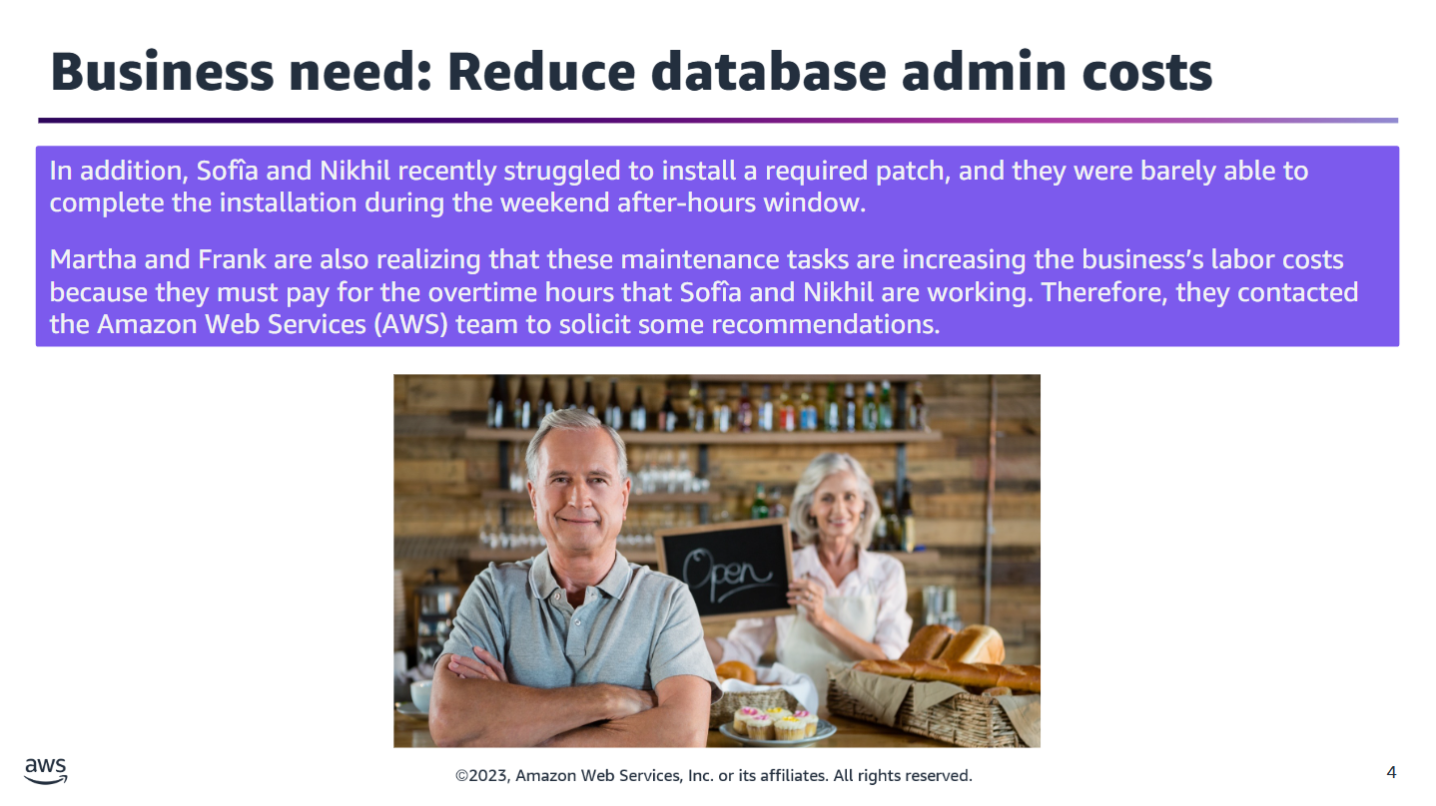 Business need: Reduce database admin costs
In addition, Sofîa and Nikhil recently struggled to install a required patch, and they were barely able to
complete the installation during the weekend after-hours window.
Martha and Frank are also realizing that these maintenance tasks are increasing the business’s labor costs
because they must pay for the overtime hours that Sofîa and Nikhil are working. Therefore, they contacted
the Amazon Web Services (AWS) team to solicit some recommendations.
Open
aws
©2023, Amazon Web Services, Inc. or its affiliates. All rights reserved.
4